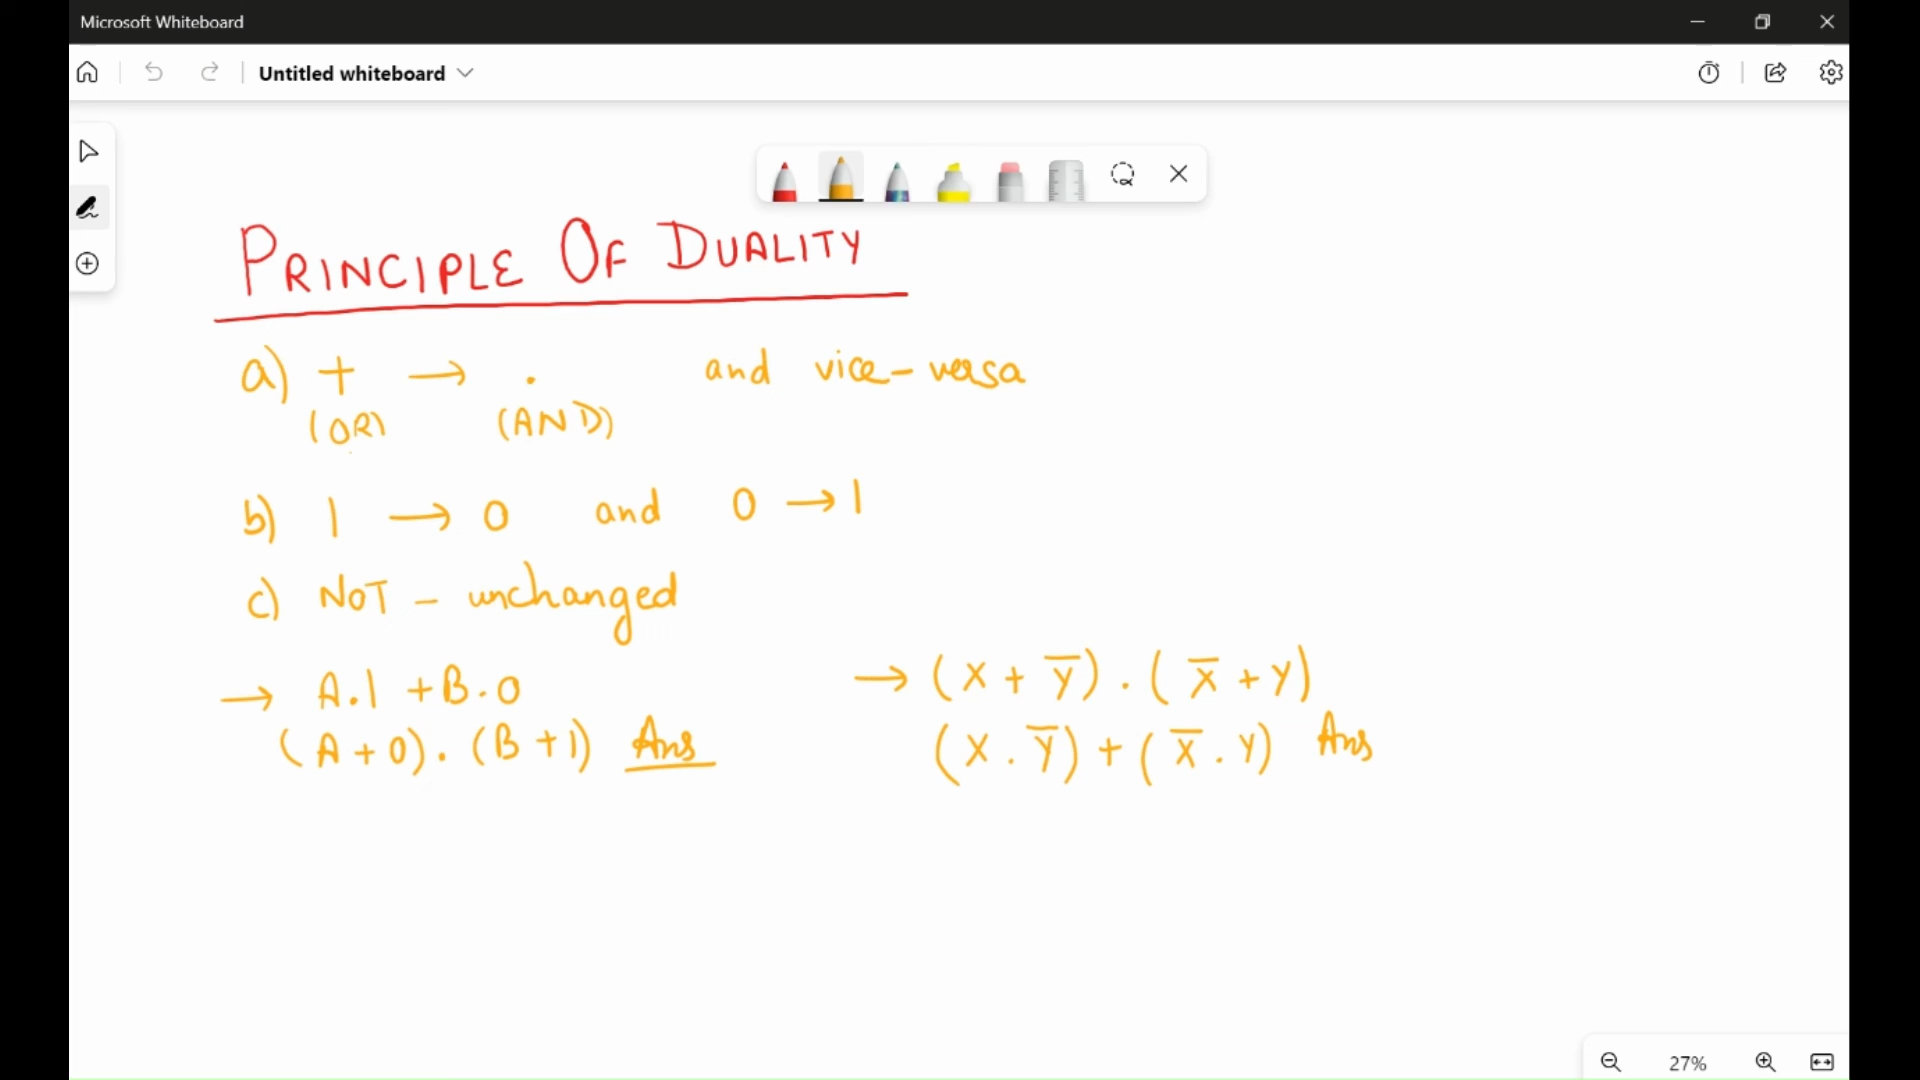 Microsoft Whiteboard
Untitled whiteboard
PRINCIPLE OF DUALITY
a) + → . and vice-versa
(OR) (AND)
b) 1 → 0 and 0 → 1
c) NOT - unchanged
→ A.1 + B.0
(A + 0) . (B + 1) Ans
→ (X + Y̅) . (X̅ + Y)
(X . Y̅) + (X̅ . Y) Ans
27%